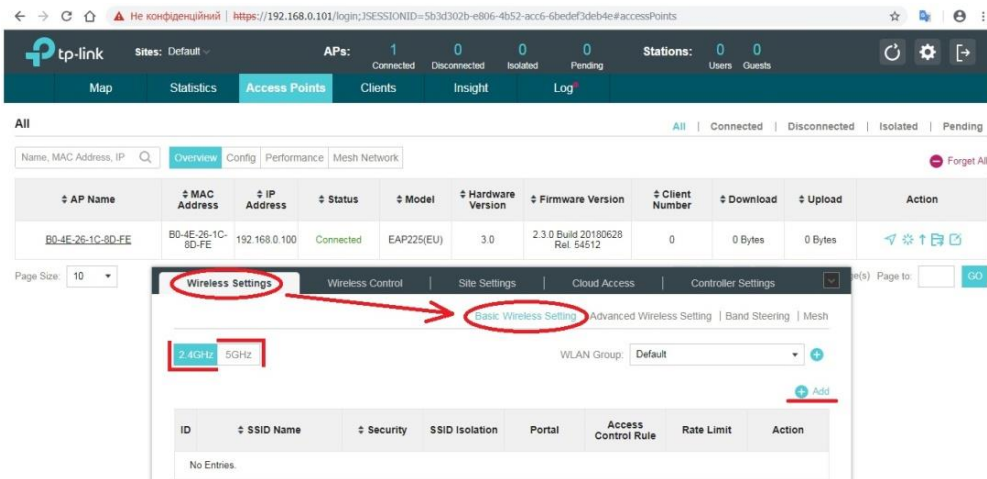 Не конфіденційний | https://192.168.0.101/login;JSESSIONID=5b3d302b-e806-4b52-acc6-6bedef3deb4e#accessPoints
tp-link Sites: Default APs: 1 0 0 0 Stations: 0 0
Connected Disconnected Isolated Pending Users Guests
Map Statistics Access Points Clients Insight Log
All All | Connected | Disconnected | Isolated | Pending
Name, MAC Address, IP Overview Config Performance Mesh Network Forget All
AP Name MAC Address IP Address Status Model Hardware Version Firmware Version Client Number Download Upload Action
B0-4E-26-1C-8D-FE B0-4E-26-1C-8D-FE 192.168.0.100 Connected EAP225(EU) 3.0 2.3.0 Build 20180628 Rel. 54512 0 0 Bytes 0 Bytes
Page Size: 10 Page to: GO
Wireless Settings Wireless Control | Site Settings | Cloud Access | Controller Settings
Basic Wireless Setting Advanced Wireless Setting | Band Steering | Mesh
2.4GHz 5GHz WLAN Group: Default
Add
ID SSID Name Security SSID Isolation Portal Access Control Rule Rate Limit Action
No Entries.